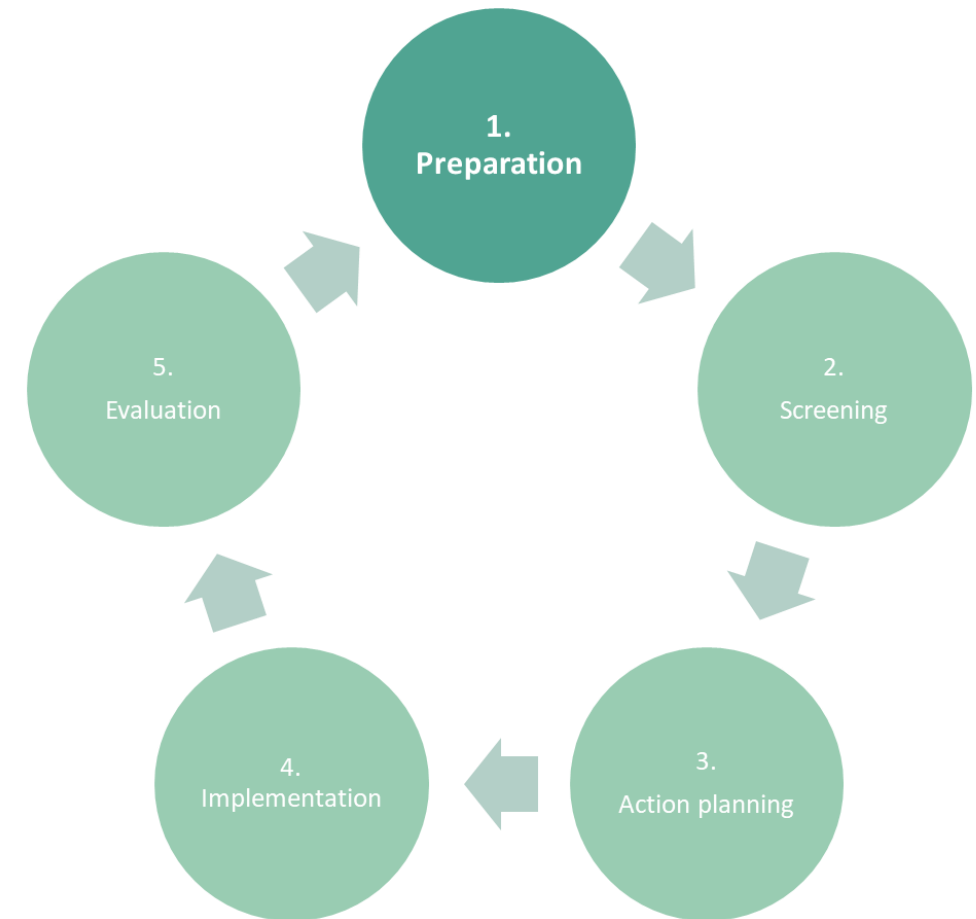 1.
Preparation
2.
Screening
3.
Action planning
4.
Implementation
5.
Evaluation